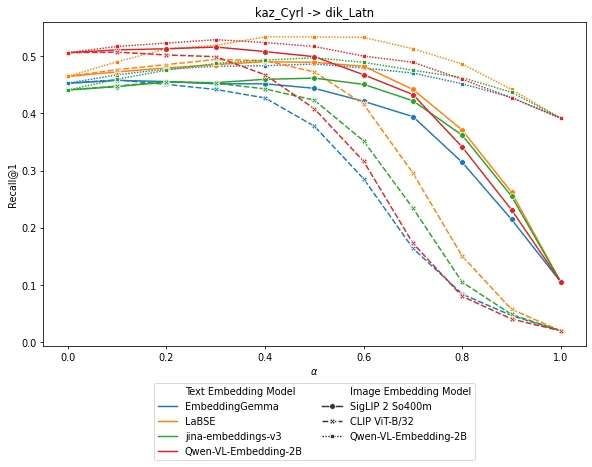 kaz_Cyrl -> dik_Latn
Recall@1
0.5
0.4
0.3
0.2
0.1
0.0
0.0 0.2 0.4 0.6 0.8 1.0
α
Text Embedding Model
EmbeddingGemma
LaBSE
jina-embeddings-v3
Qwen-VL-Embedding-2B
Image Embedding Model
SigLIP 2 So400m
CLIP ViT-B/32
Qwen-VL-Embedding-2B